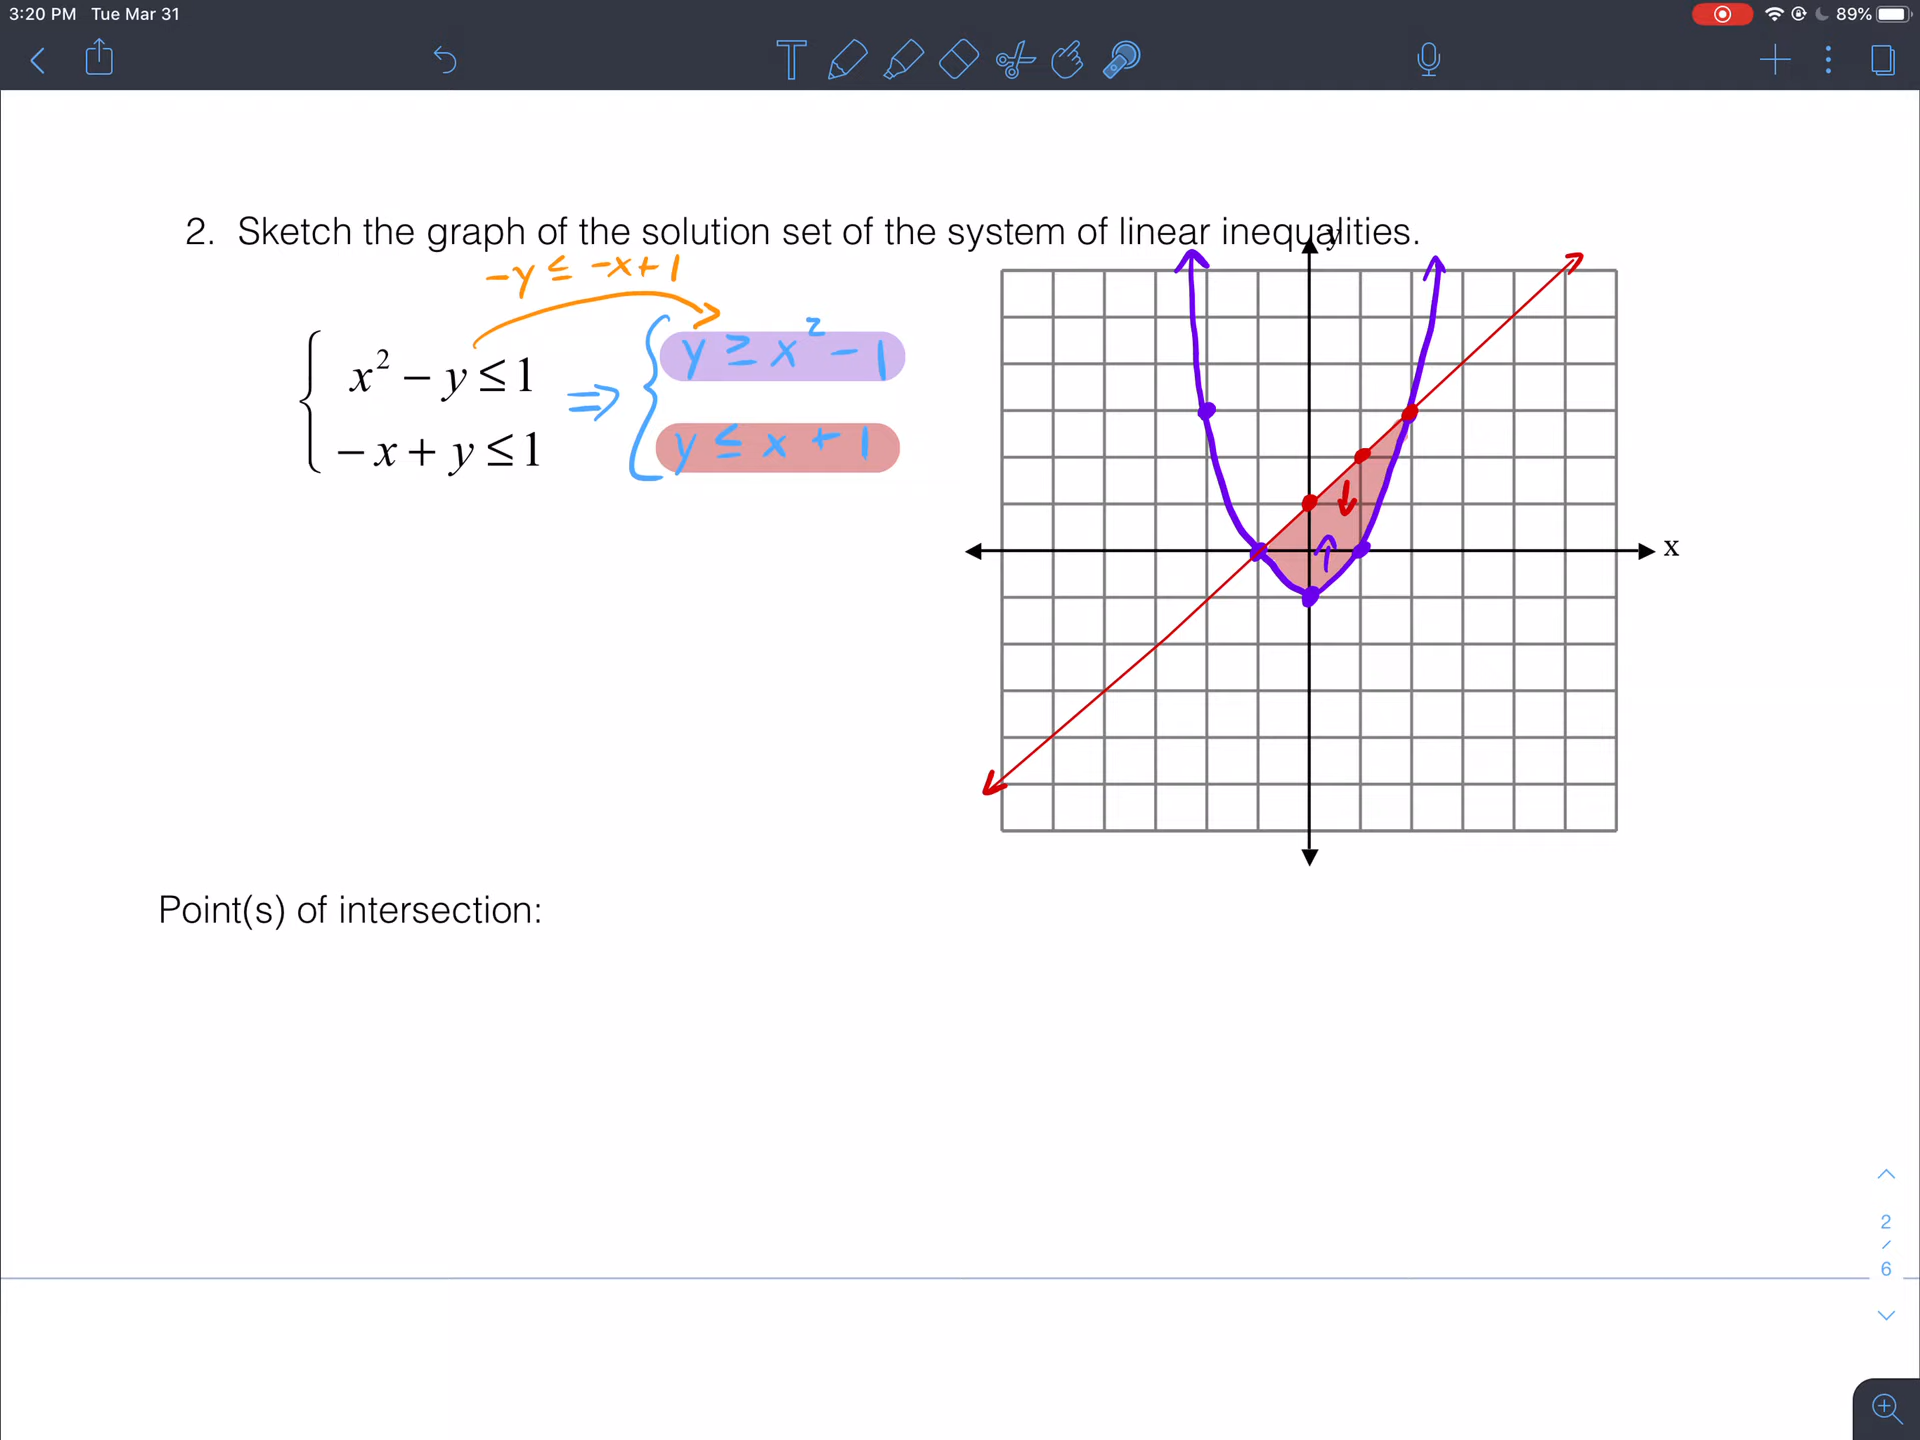 3:20 PM Tue Mar 31
89%
2. Sketch the graph of the solution set of the system of linear inequalities.
-y ≤ -x+1
x² − y ≤ 1
⇒
y ≥ x² - 1
− x + y ≤ 1
y ≤ x + 1
y
x
Point(s) of intersection:
2
/
6